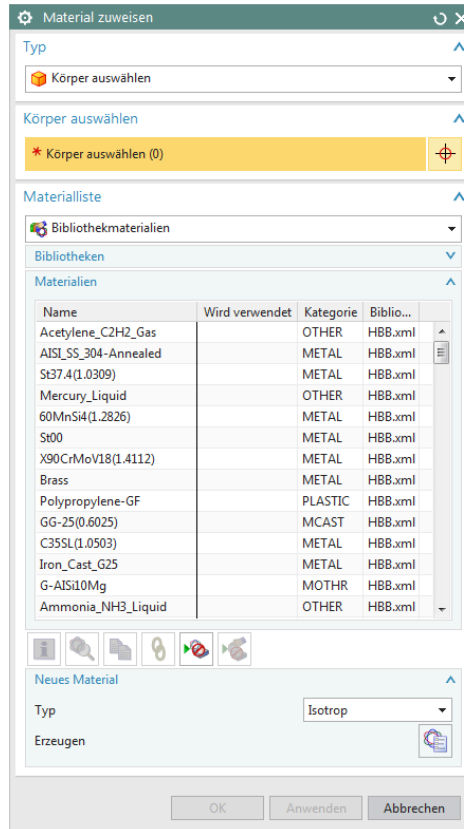 Material zuweisen
Typ
Körper auswählen
Körper auswählen
* Körper auswählen (0)
Materialliste
Bibliothekmaterialien
Bibliotheken
Materialien
Name Wird verwendet Kategorie Biblio...
Acetylene_C2H2_Gas OTHER HBB.xml
AISI_SS_304-Annealed METAL HBB.xml
St37.4(1.0309) METAL HBB.xml
Mercury_Liquid OTHER HBB.xml
60MnSi4(1.2826) METAL HBB.xml
St00 METAL HBB.xml
X90CrMoV18(1.4112) METAL HBB.xml
Brass METAL HBB.xml
Polypropylene-GF PLASTIC HBB.xml
GG-25(0.6025) MCAST HBB.xml
C35SL(1.0503) METAL HBB.xml
Iron_Cast_G25 METAL HBB.xml
G-AISi10Mg MOTHR HBB.xml
Ammonia_NH3_Liquid OTHER HBB.xml
Neues Material
Typ Isotrop
Erzeugen
OK Anwenden Abbrechen